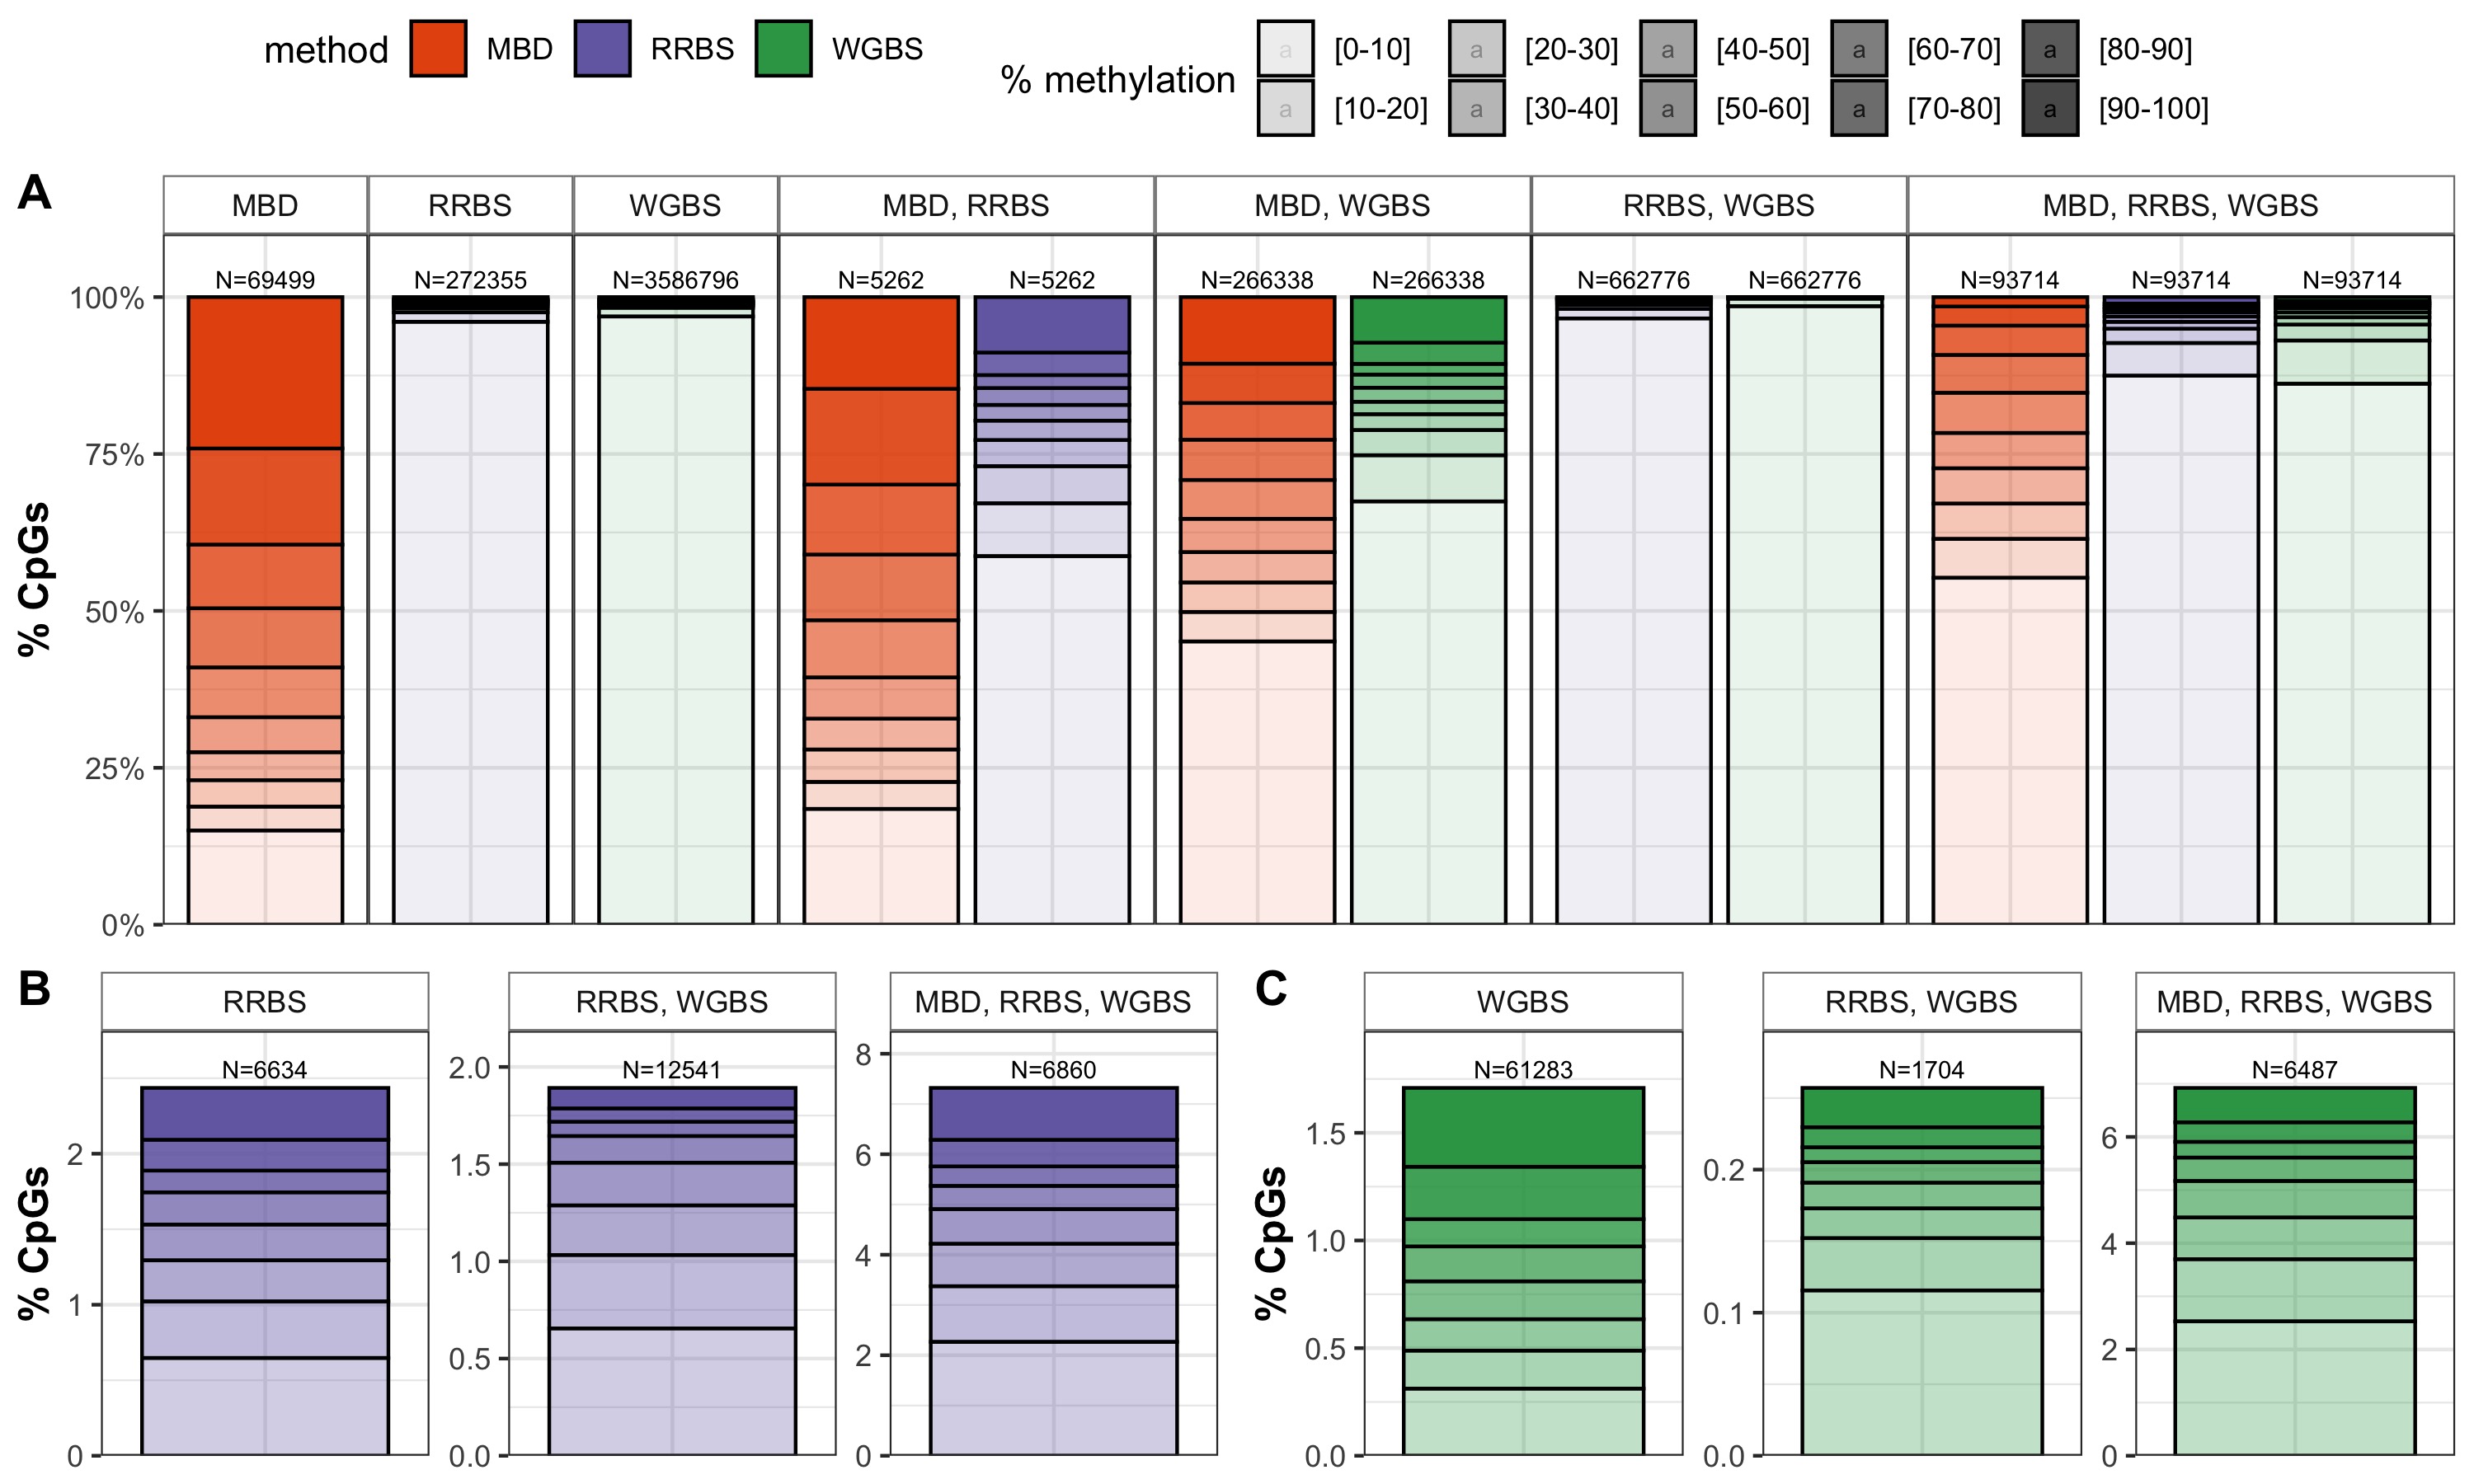 method MBD RRBS WGBS
% methylation
a [0-10] a [20-30] a [40-50] a [60-70] a [80-90]
a [10-20] a [30-40] a [50-60] a [70-80] a [90-100]
A
MBD RRBS WGBS MBD, RRBS MBD, WGBS RRBS, WGBS MBD, RRBS, WGBS
N=69499 N=272355 N=3586796 N=5262 N=5262 N=266338 N=266338 N=662776 N=662776 N=93714 N=93714 N=93714
100%
75%
50%
25%
0%
% CpGs
B
RRBS RRBS, WGBS MBD, RRBS, WGBS
N=6634 N=12541 N=6860
% CpGs
2
1
0
2.0
1.5
1.0
0.5
0.0
8
6
4
2
0
C
WGBS RRBS, WGBS MBD, RRBS, WGBS
N=61283 N=1704 N=6487
% CpGs
1.5
1.0
0.5
0.0
0.2
0.1
0.0
6
4
2
0